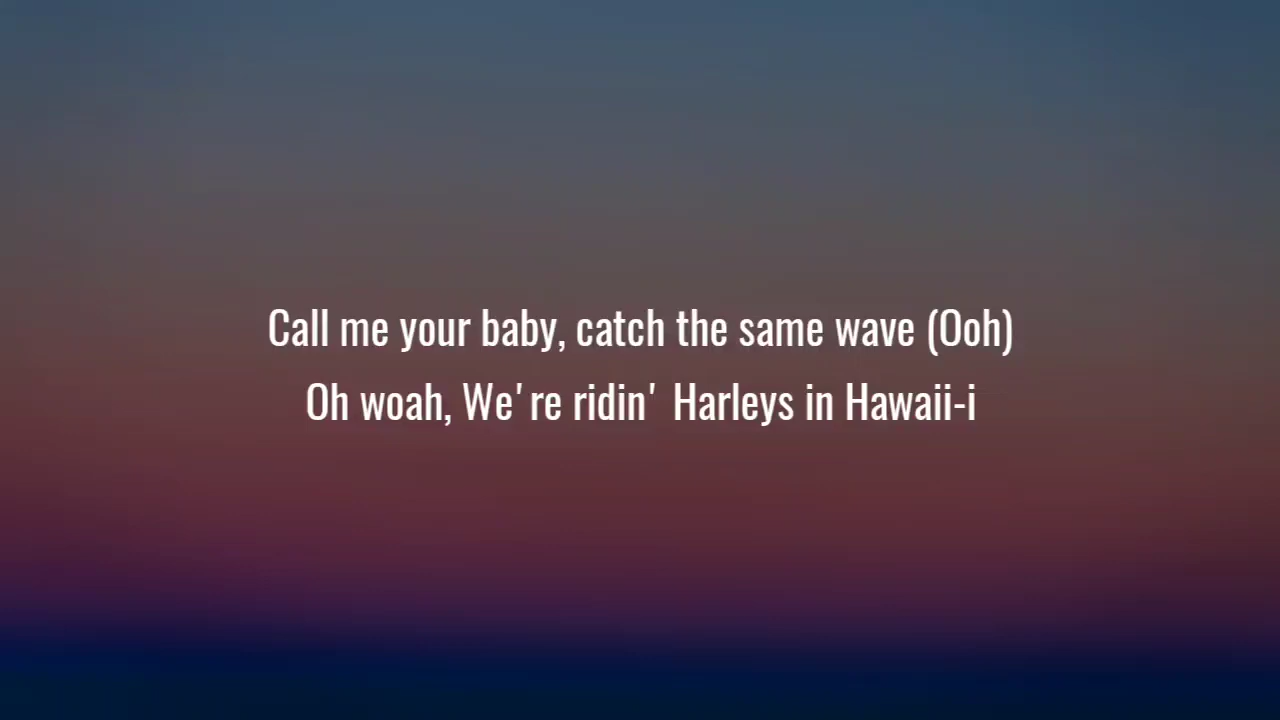 Call me your baby, catch the same wave (Ooh)
Oh woah, We're ridin' Harleys in Hawaii-i